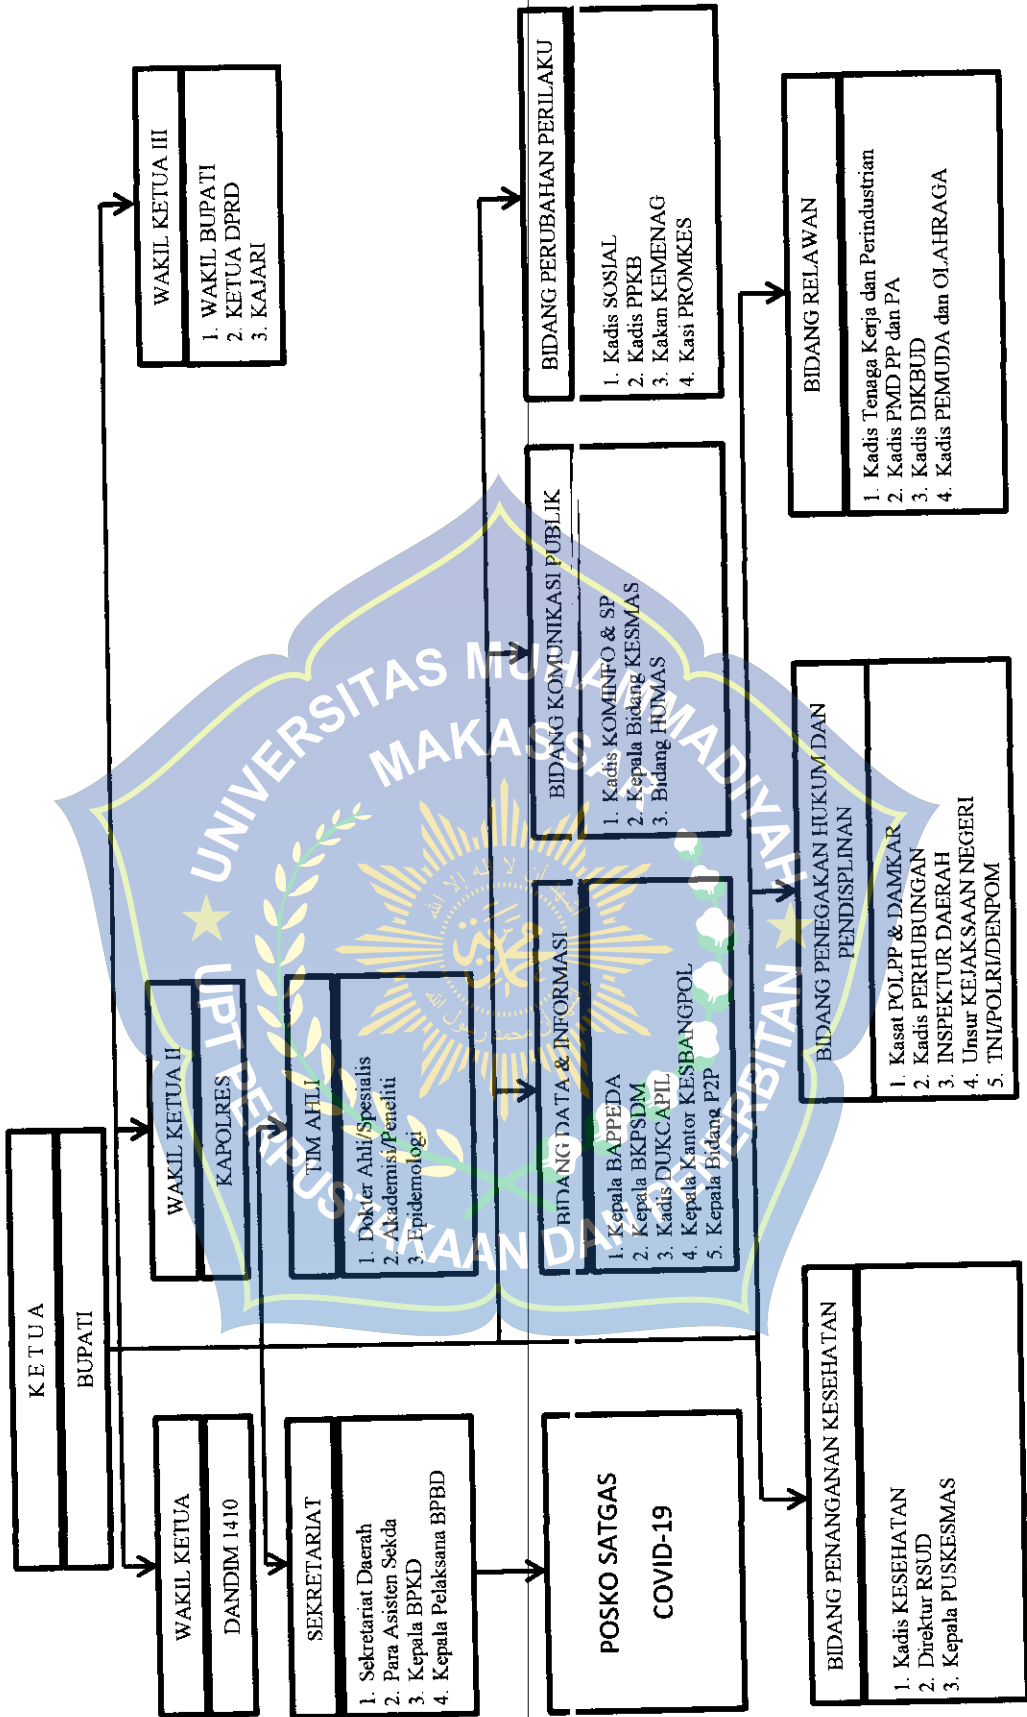 K E T U A
BUPATI
WAKIL KETUA
DANDIM 1410
WAKIL KETUA II
KAPOLRES
WAKIL KETUA III
1. WAKIL BUPATI
2. KETUA DPRD
3. KAJARI
SEKRETARIAT
1. Sekretariat Daerah
2. Para Asisten Sekda
3. Kepala BPKD
4. Kepala Pelaksana BPBD
TIM AHLI
1. Dokter Ahli/Spesialis
2. Akademisi/Peneliti
3. Epidemologi
POSKO SATGAS
COVID-19
BIDANG DATA & INFORMASI
1. Kepala BAPPEDA
2. Kepala BKPSDM
3. Kadis DUKCAPIL
4. Kepala Kantor KESBANGPOL
5. Kepala Bidang P2P
BIDANG KOMUNIKASI PUBLIK
1. Kadis KOMINFO & SP
2. Kepala Bidang KESMAS
3. Bidang HUMAS
BIDANG PERUBAHAN PERILAKU
1. Kadis SOSIAL
2. Kadis PPKB
3. Kakan KEMENAG
4. Kasi PROMKES
BIDANG PENANGANAN KESEHATAN
1. Kadis KESEHATAN
2. Direktur RSUD
3. Kepala PUSKESMAS
BIDANG PENEGAKAN HUKUM DAN
PENDISPLINAN
1. Kasat POLPP & DAMKAR
2. Kadis PERHUBUNGAN
3. INSPEKTUR DAERAH
4. Unsur KEJAKSAAN NEGERI
5. TNI/POLRI/DENPOM
BIDANG RELAWAN
1. Kadis Tenaga Kerja dan Perindustrian
2. Kadis PMD PP dan PA
3. Kadis DIKBUD
4. Kadis PEMUDA dan OLAHRAGA
UNIVERSITAS MUHAMMADIYAH
MAKASSAR
UPT PERPUSTAKAAN DAN PENERBITAN